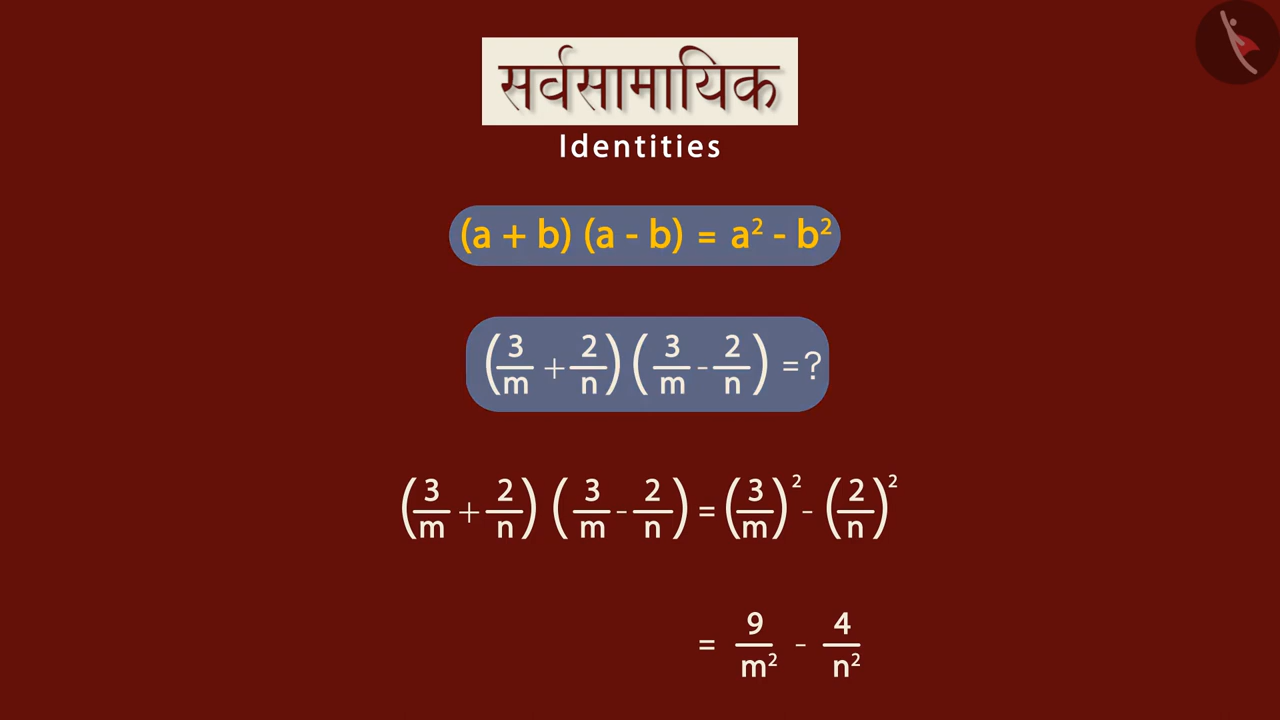 सर्वसामायिक
Identities
(a + b) (a - b) = a² - b²
(3/m + 2/n) (3/m - 2/n) = ?
(3/m + 2/n) (3/m - 2/n) = (3/m)² - (2/n)²
= 9/m² - 4/n²